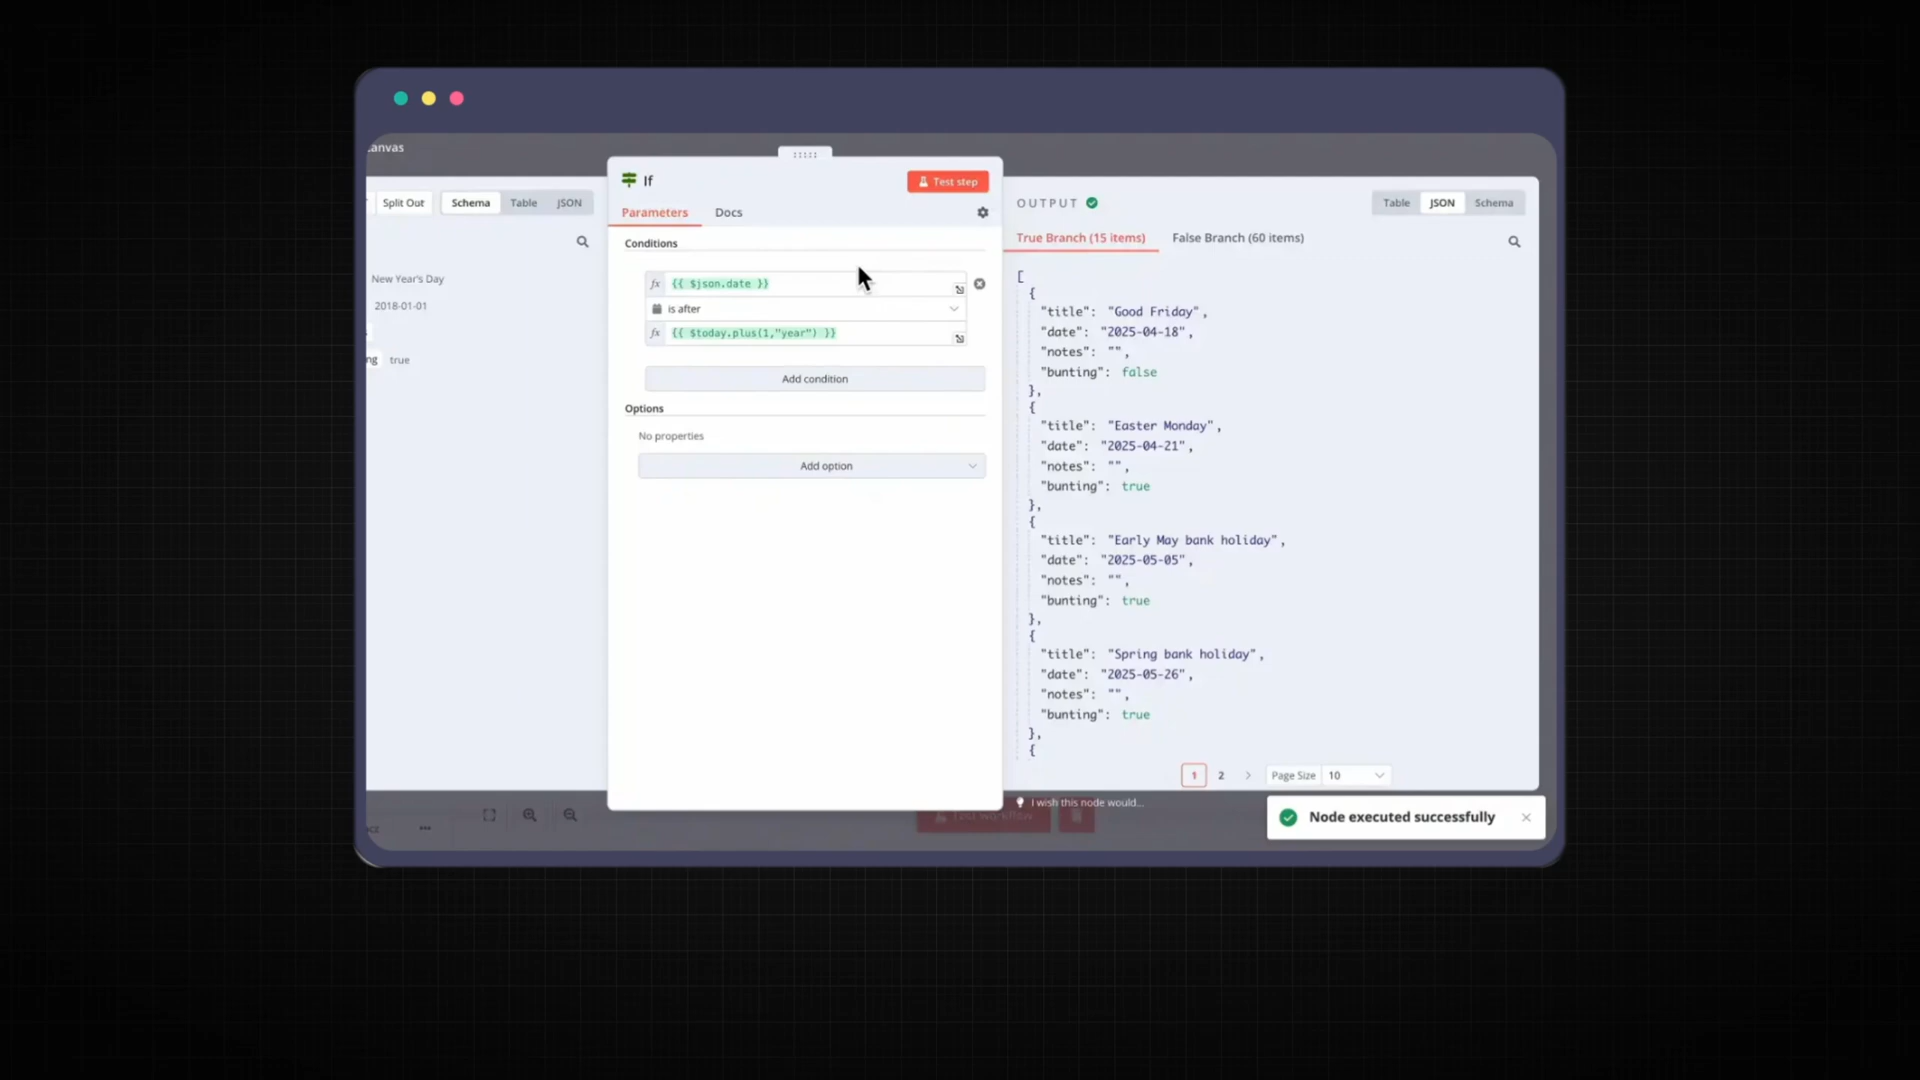 anvas
Split Out
Schema
Table
JSON
New Year's Day
2018-01-01
ng true
If
Test step
Parameters
Docs
Conditions
fx {{ $json.date }}
is after
fx {{ $today.plus(1,"year") }}
Add condition
Options
No properties
Add option
OUTPUT
Table
JSON
Schema
True Branch (15 items)
False Branch (60 items)
[
{
"title": "Good Friday",
"date": "2025-04-18",
"notes": "",
"bunting": false
},
{
"title": "Easter Monday",
"date": "2025-04-21",
"notes": "",
"bunting": true
},
{
"title": "Early May bank holiday",
"date": "2025-05-05",
"notes": "",
"bunting": true
},
{
"title": "Spring bank holiday",
"date": "2025-05-26",
"notes": "",
"bunting": true
},
{
1
2
Page Size 10
I wish this node would...
Test workflow
Node executed successfully